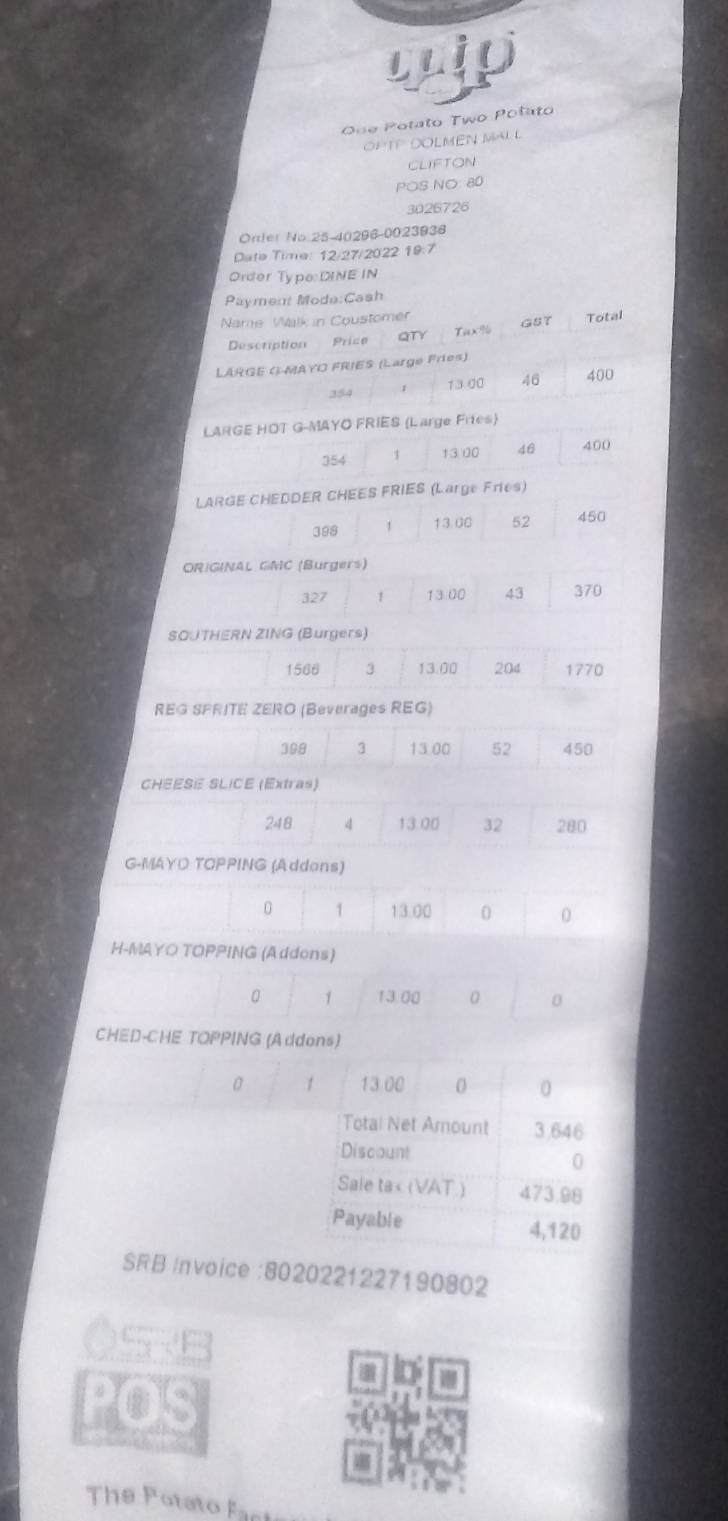 optp
One Potato Two Potato
OPTP DOLMEN MALL
CLIFTON
POS NO: 80
3026726
Order No:25-40296-0023938
Date Time: 12/27/2022 19:7
Order Type:DINE IN
Payment Mode:Cash
Name: Walk in Coustomer
Description Price QTY Tax% GST Total
LARGE G-MAYO FRIES (Large Fries)
354 1 13.00 46 400
LARGE HOT G-MAYO FRIES (Large Fries)
354 1 13.00 46 400
LARGE CHEDDER CHEES FRIES (Large Fries)
398 1 13.00 52 450
ORIGINAL GMC (Burgers)
327 1 13.00 43 370
SOUTHERN ZING (Burgers)
1566 3 13.00 204 1770
REG SPRITE ZERO (Beverages REG)
398 3 13.00 52 450
CHEESE SLICE (Extras)
248 4 13.00 32 280
G-MAYO TOPPING (Addons)
0 1 13.00 0 0
H-MAYO TOPPING (Addons)
0 1 13.00 0 0
CHED-CHE TOPPING (Addons)
0 1 13.00 0 0
Total Net Amount 3,646
Discount 0
Sale tax (VAT.) 473.98
Payable 4,120
SRB Invoice :8020221227190802
SRB
POS
The Potato